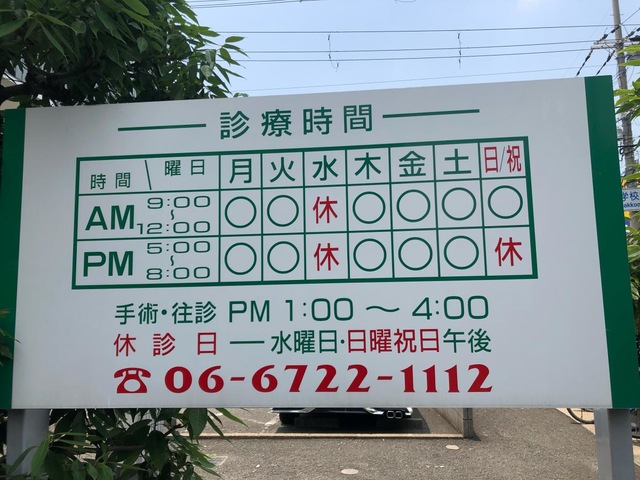 診療時間
時間 \ 曜日 月 火 水 木 金 土 日/祝
AM 9:00〜12:00 ○ ○ 休 ○ ○ ○ ○
PM 5:00〜8:00 ○ ○ 休 ○ ○ ○ 休
手術・往診 PM 1:00 〜 4:00
休診日 ― 水曜日・日曜祝日午後
☎ 06-6722-1112
学校